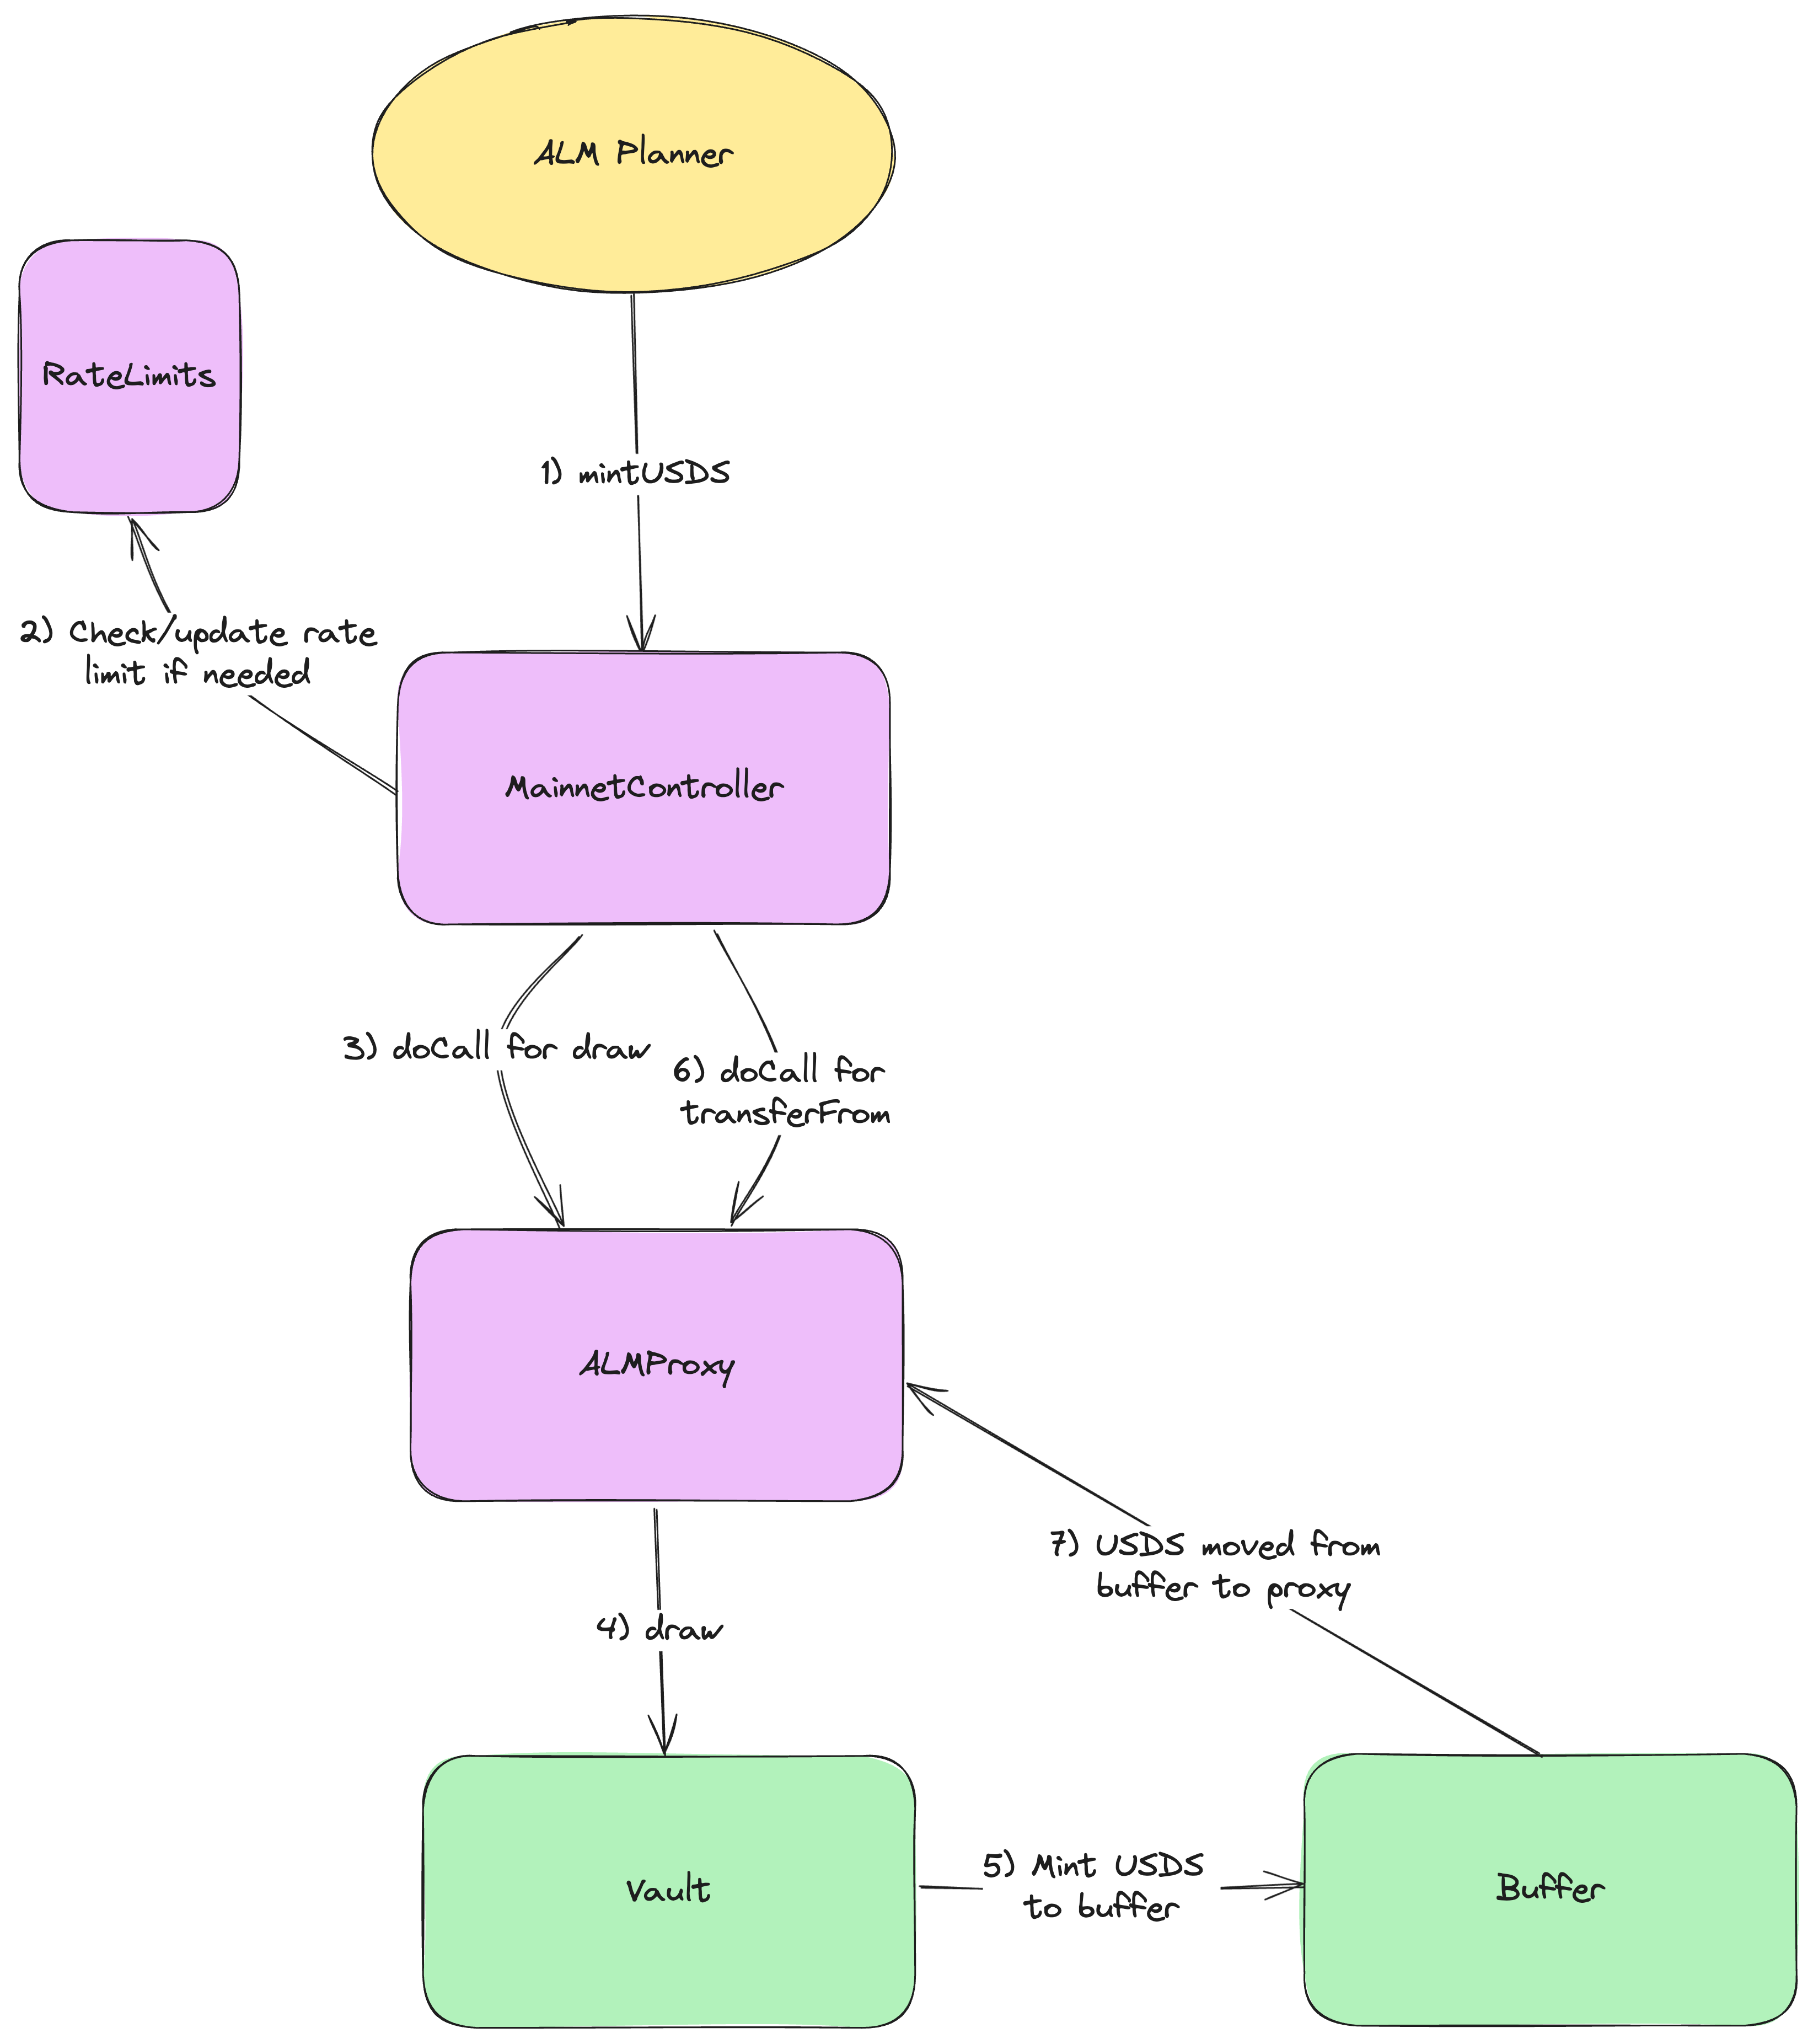 ALM Planner
RateLimits
1) mintUSDS
2) Check/update rate
limit if needed
MainnetController
3) doCall for draw
6) doCall for
transferFrom
ALMProxy
7) USDS moved from
buffer to proxy
4) draw
Vault
5) Mint USDS
to buffer
Buffer